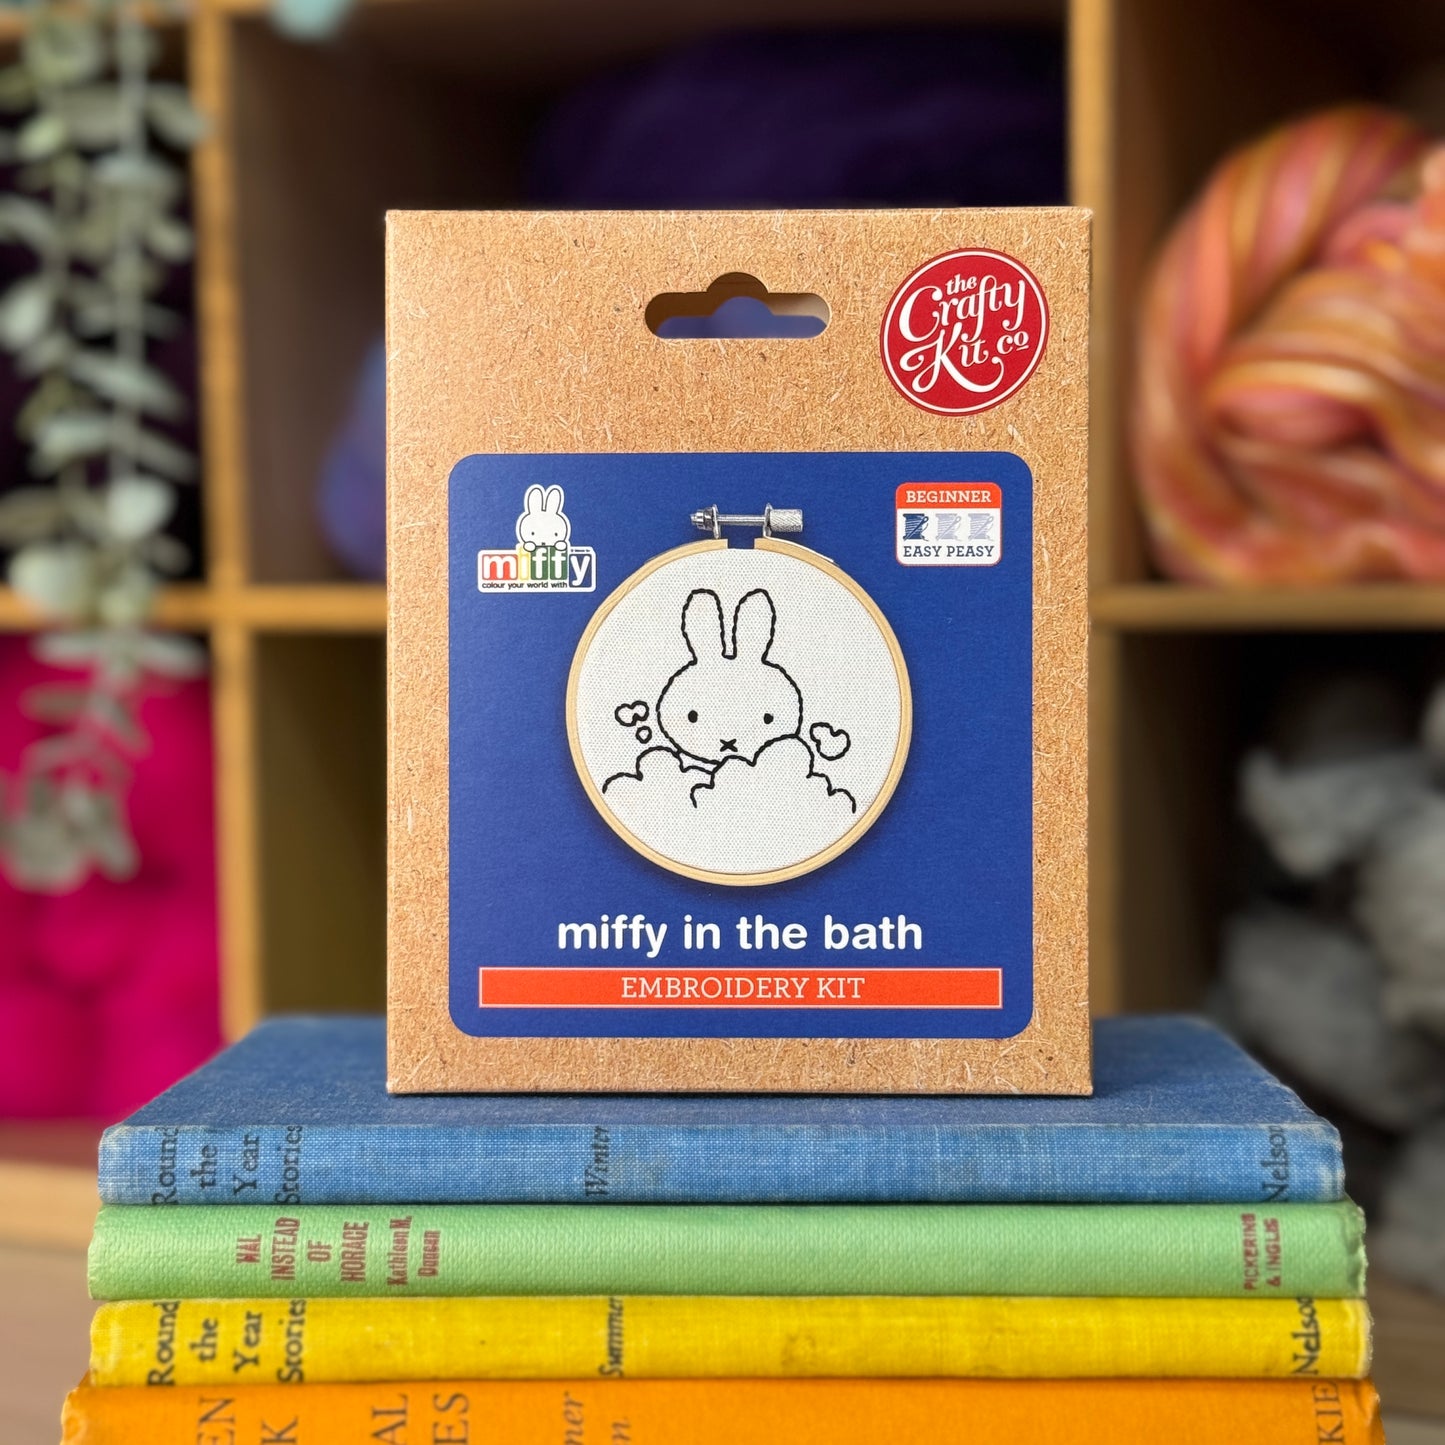 the
Crafty
Kit Co
miffy
colour your world with
BEGINNER
EASY PEASY
miffy in the bath
EMBROIDERY KIT
Round
the
Year
Stories
Winter
Nelson
MAL
INSTEAD
OF
HORACE
Kathleen M.
Duncan
PICKERING
& INGLIS
Round
the
Year
Stories
Summer
Nelson